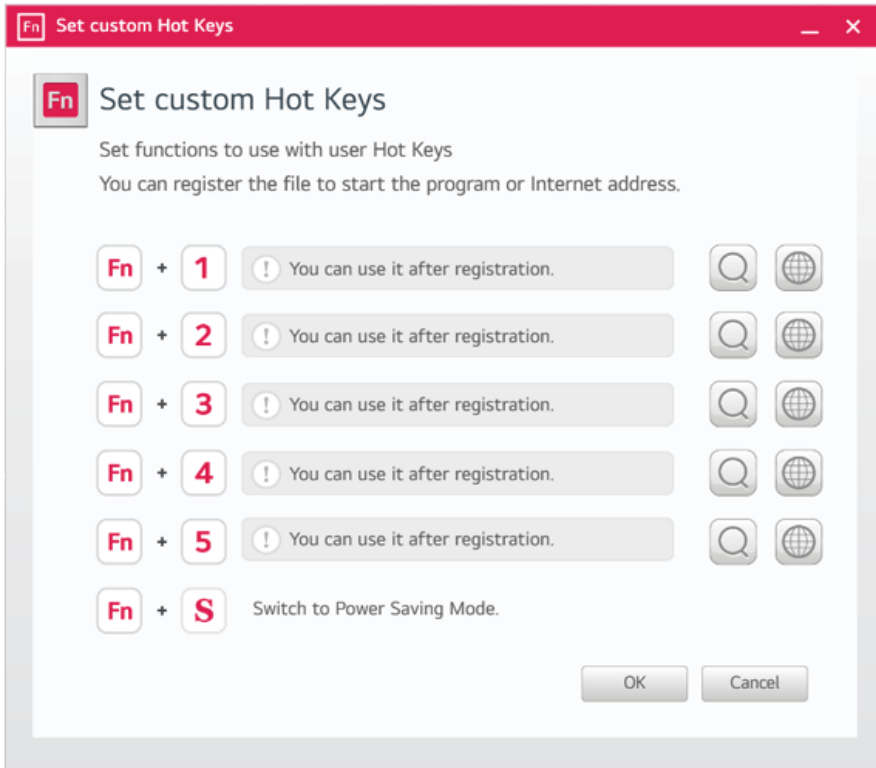 Fn Set custom Hot Keys
Fn Set custom Hot Keys
Set functions to use with user Hot Keys
You can register the file to start the program or Internet address.
Fn + 1 ! You can use it after registration.
Fn + 2 ! You can use it after registration.
Fn + 3 ! You can use it after registration.
Fn + 4 ! You can use it after registration.
Fn + 5 ! You can use it after registration.
Fn + S Switch to Power Saving Mode.
OK Cancel